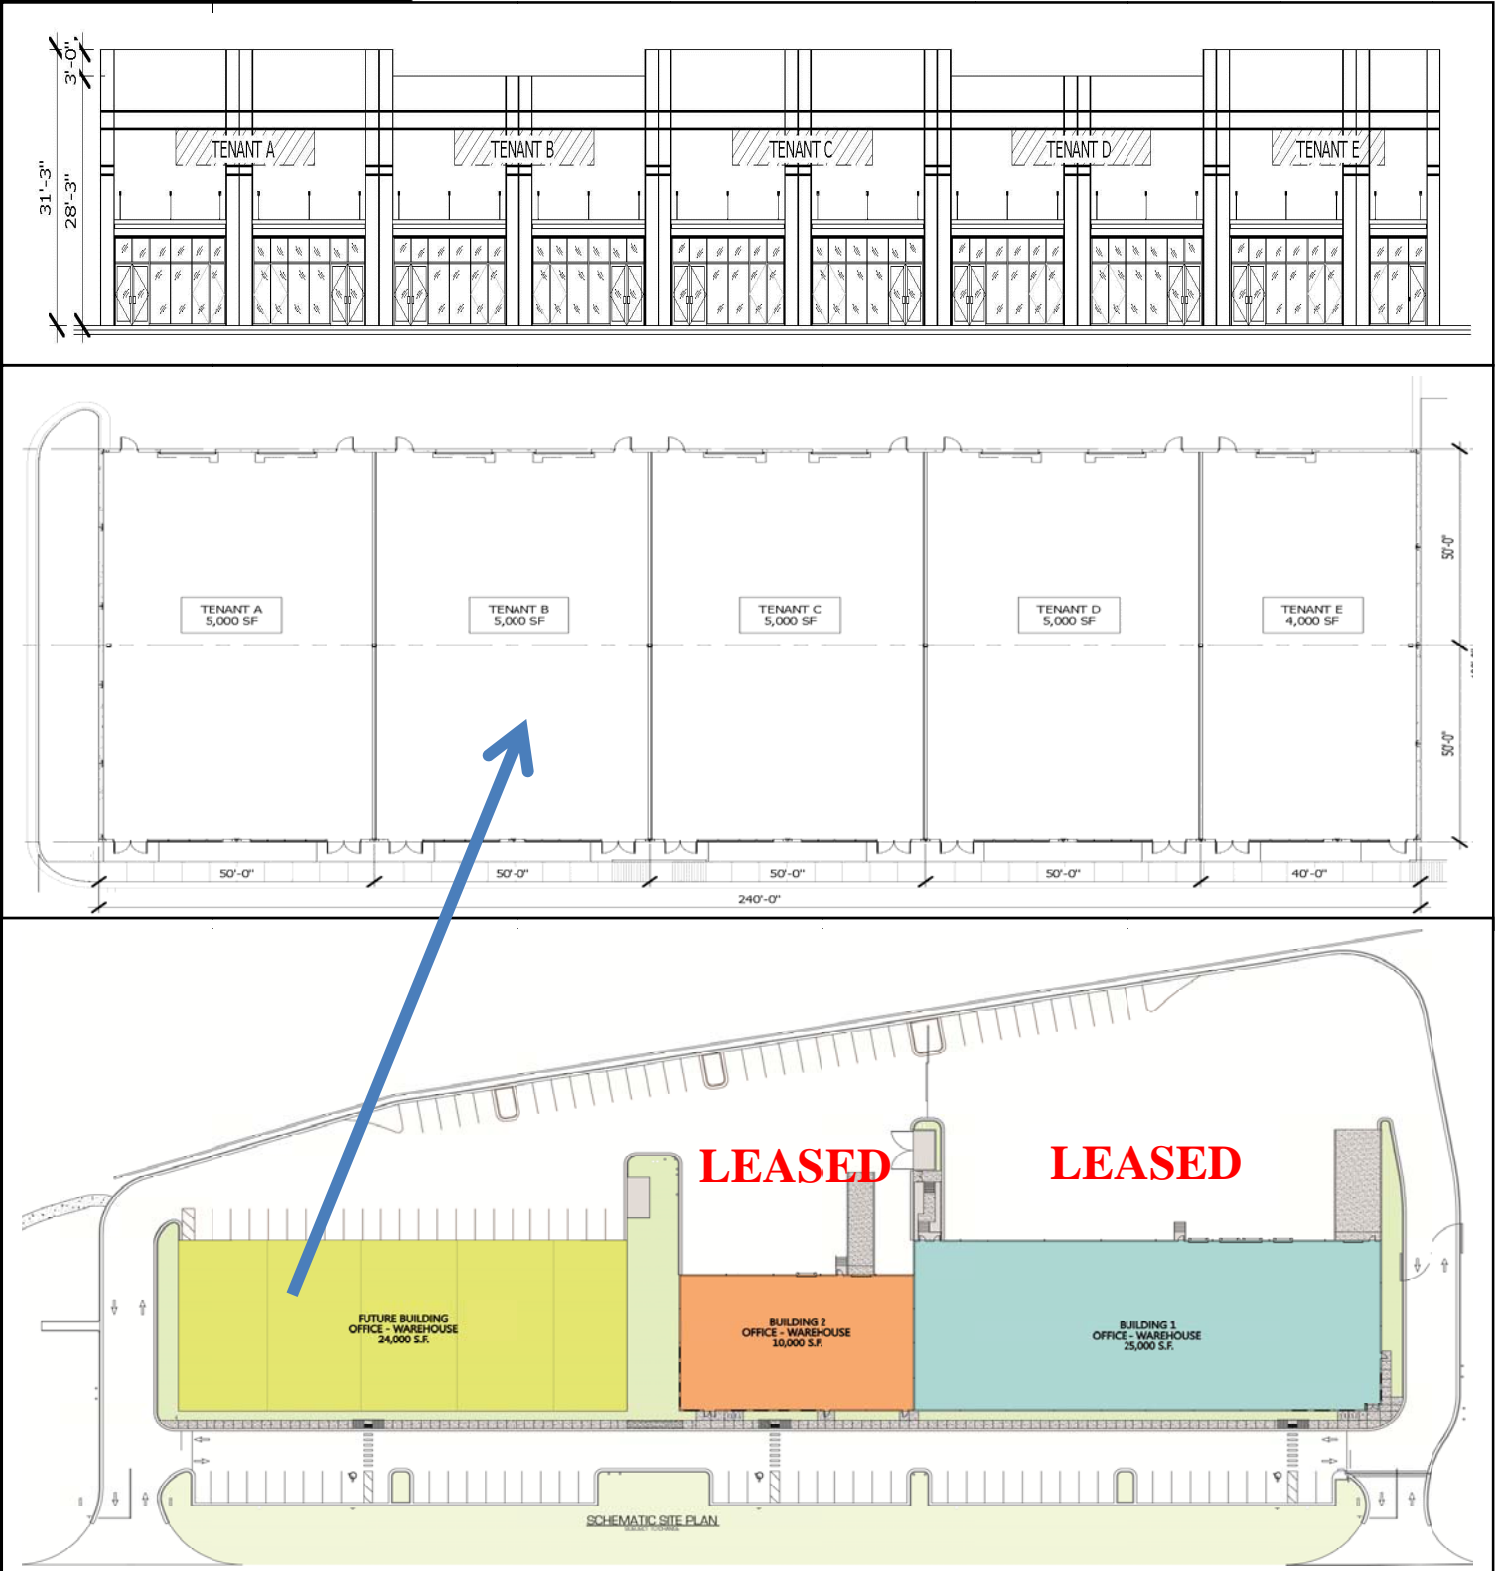 3'-0"
31'-3"
28'-3"
TENANT A
TENANT B
TENANT C
TENANT D
TENANT E
TENANT A
5,000 SF
TENANT B
5,000 SF
TENANT C
5,000 SF
TENANT D
5,000 SF
TENANT E
4,000 SF
50'-0"
50'-0"
50'-0"
50'-0"
50'-0"
50'-0"
40'-0"
240'-0"
LEASED
LEASED
FUTURE BUILDING
OFFICE - WAREHOUSE
24,000 S.F.
BUILDING 2
OFFICE - WAREHOUSE
10,000 S.F.
BUILDING 1
OFFICE - WAREHOUSE
25,000 S.F.
SCHEMATIC SITE PLAN